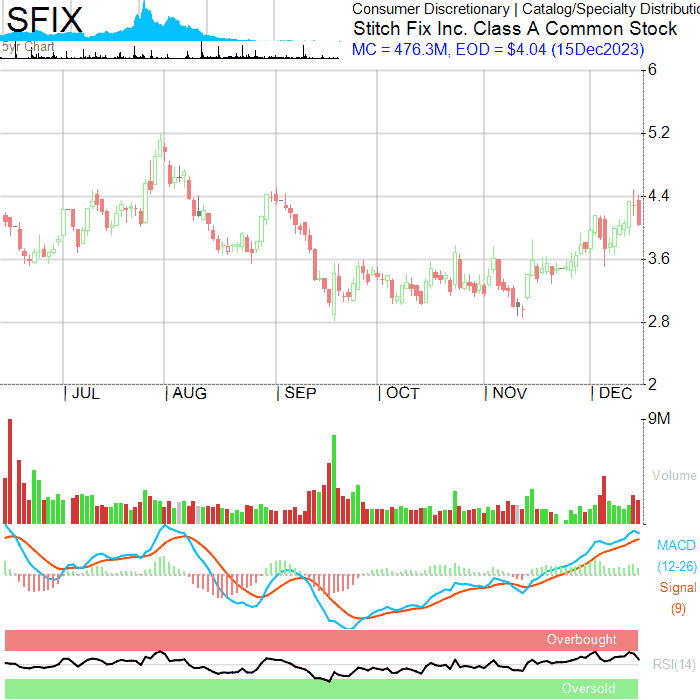 SFIX
5yr Chart
Consumer Discretionary | Catalog/Specialty Distributio
Stitch Fix Inc. Class A Common Stock
MC = 476.3M, EOD = $4.04 (15Dec2023)
6
5.2
4.4
3.6
2.8
2
| JUL | AUG | SEP | OCT | NOV | DEC
9M
Volume
MACD
(12-26)
Signal
(9)
Overbought
RSI(14)
Oversold